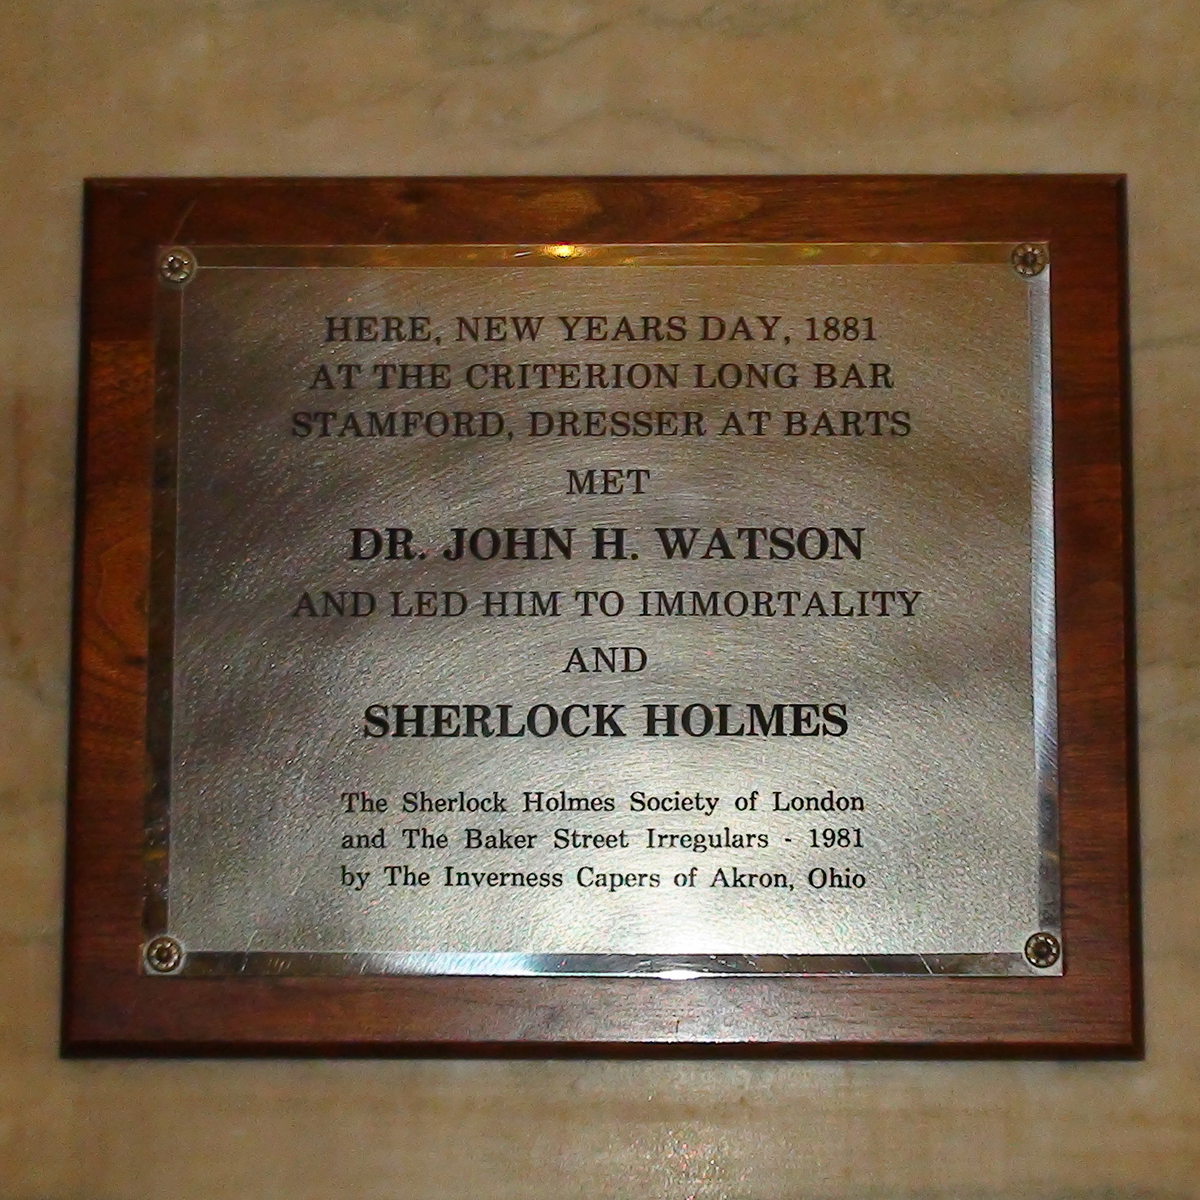 HERE, NEW YEARS DAY, 1881
AT THE CRITERION LONG BAR
STAMFORD, DRESSER AT BARTS
MET
DR. JOHN H. WATSON
AND LED HIM TO IMMORTALITY
AND
SHERLOCK HOLMES
The Sherlock Holmes Society of London
and The Baker Street Irregulars - 1981
by The Inverness Capers of Akron, Ohio